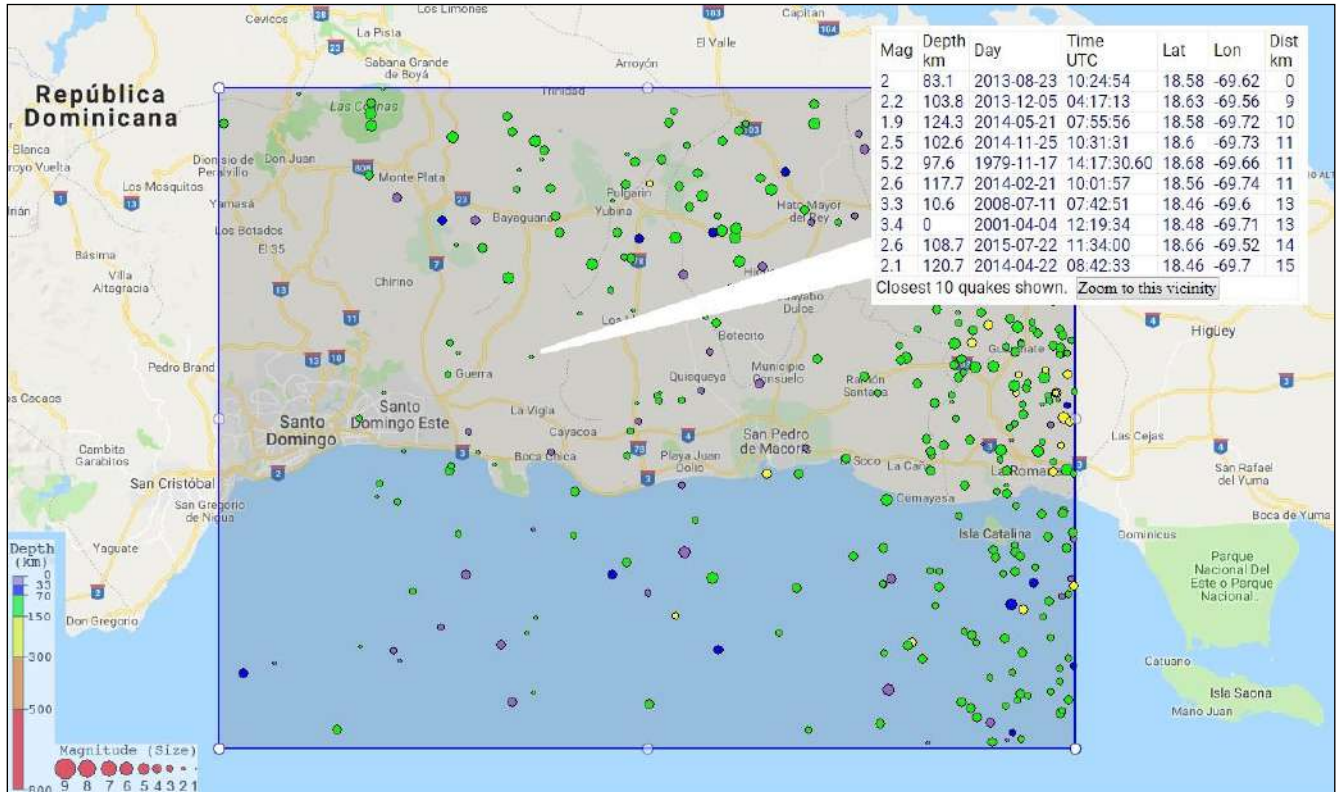 Cevicos
Los Limones
Capitan
La Pista
El Valle
Sabana Grande
de Boyá
Arroyón
República
Dominicana
Trinidad
Blanca
royo Vuelta
Dionisio de
Peralvillo
Don Juan
Monte Plata
Los Mosquitos
Yamasá
Bayaguana
Pulgarin
Yubina
Hato Mayor
del Rey
Los Botados
El 35
Básima
Villa
Altagracia
Chirino
Mag Depth km Day Time UTC Lat Lon Dist km
2 83.1 2013-08-23 10:24:54 18.58 -69.62 0
2.2 103.8 2013-12-05 04:17:13 18.63 -69.56 9
1.9 124.3 2014-05-21 07:55:56 18.58 -69.72 10
2.5 102.6 2014-11-25 10:31:31 18.6 -69.73 11
5.2 97.6 1979-11-17 14:17:30.60 18.68 -69.66 11
2.6 117.7 2014-02-21 10:01:57 18.56 -69.74 11
3.3 10.6 2008-07-11 07:42:51 18.46 -69.6 13
3.4 0 2001-04-04 12:19:34 18.48 -69.71 13
2.6 108.7 2015-07-22 11:34:00 18.66 -69.52 14
2.1 120.7 2014-04-22 08:42:33 18.46 -69.7 15
Closest 10 quakes shown. Zoom to this vicinity
Dulce
Botecito
Higüey
Pedro Brand
Guerra
Quisqueya
Municipio
Consuelo
Ramón
Santana
os Cacaos
Santo
Domingo
Santo
Domingo Este
La Vigía
Cayacoa
San Pedro
de Macorís
Las Cejas
Cambita
Garabitos
Boca Chica
Playa Juan
Dolio
La Romana
San Rafael
del Yuma
San Cristóbal
San Gregorio
de Nigua
Cumayasa
Boca de Yuma
Isla Catalina
Dominicus
Yaguate
Don Gregorio
Parque
Nacional Del
Este o Parque
Nacional...
Catuano
Isla Saona
Mano Juan
Depth
(km)
0
33
70
150
300
500
800
Magnitude (Size)
9 8 7 6 5 4 3 2 1